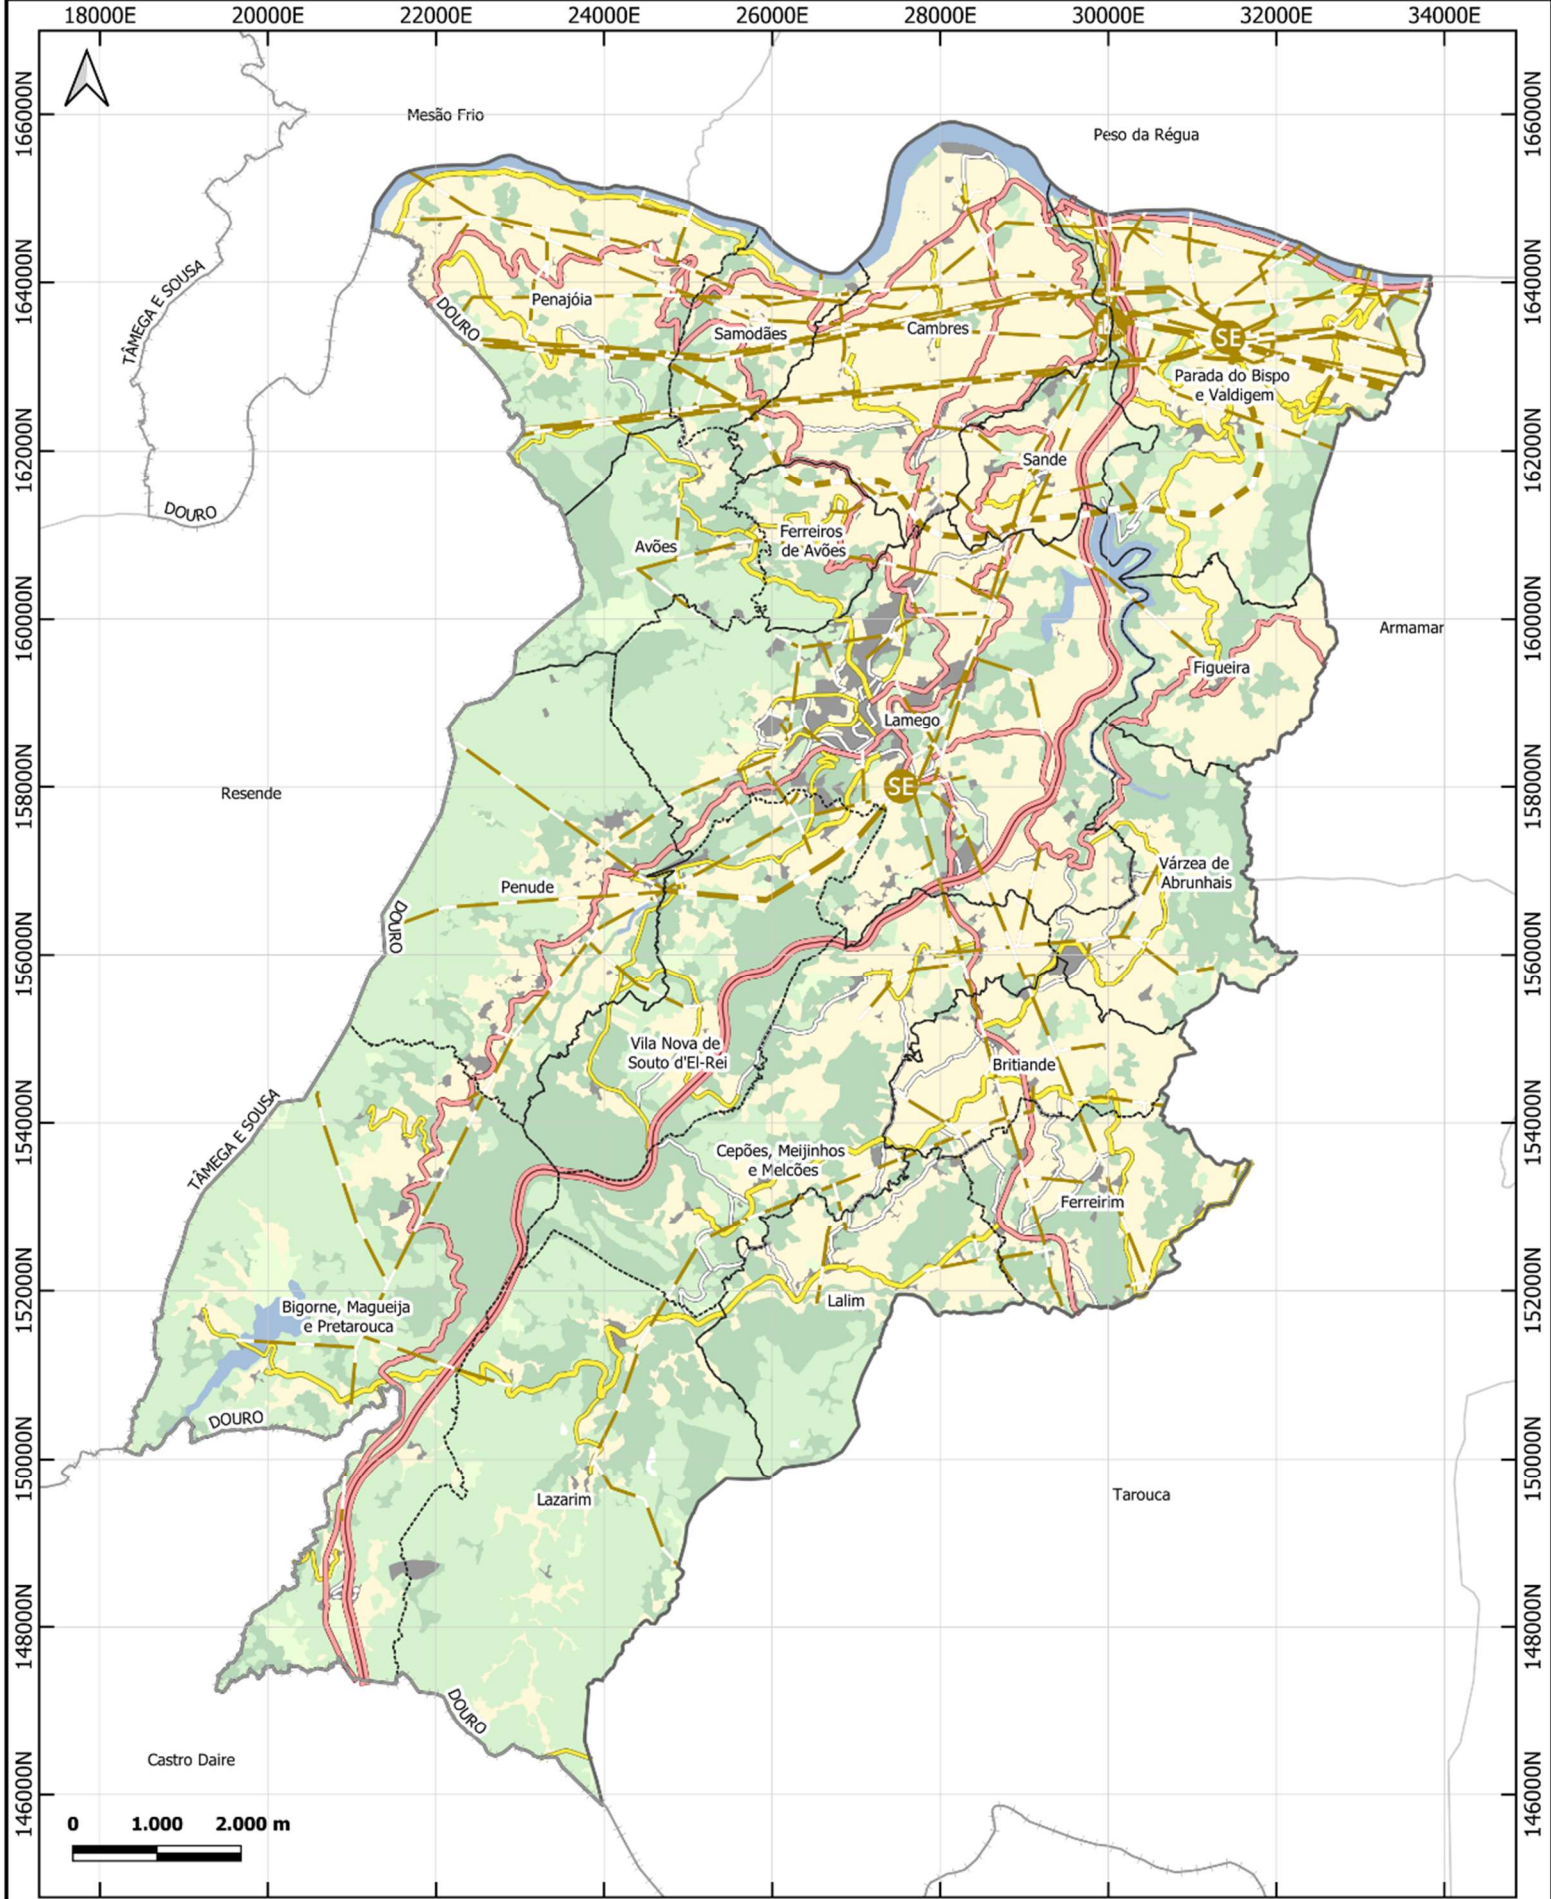 18000E 20000E 22000E 24000E 26000E 28000E 30000E 32000E 34000E
166000N
166000N
Mesão Frio
Peso da Régua
TÂMEGA E SOUSA
164000N
164000N
Penajóia
DOURO
Samodães
Cambres
SE
Parada do Bispo
e Valdigem
162000N
162000N
Sande
DOURO
Ferreiros
de Avões
Avões
160000N
160000N
Armamar
Figueira
Lamego
158000N
158000N
Resende
SE
Várzea de
Abrunhais
Penude
DOURO
156000N
156000N
Vila Nova de
Souto d'El-Rei
Britiande
154000N
154000N
TÂMEGA E SOUSA
Cepões, Meijinhos
e Melcões
Ferreirim
152000N
152000N
Lalim
Bigorne, Magueija
e Pretarouca
DOURO
150000N
150000N
Lazarim
Tarouca
148000N
148000N
DOURO
Castro Daire
146000N
146000N
0 1.000 2.000 m